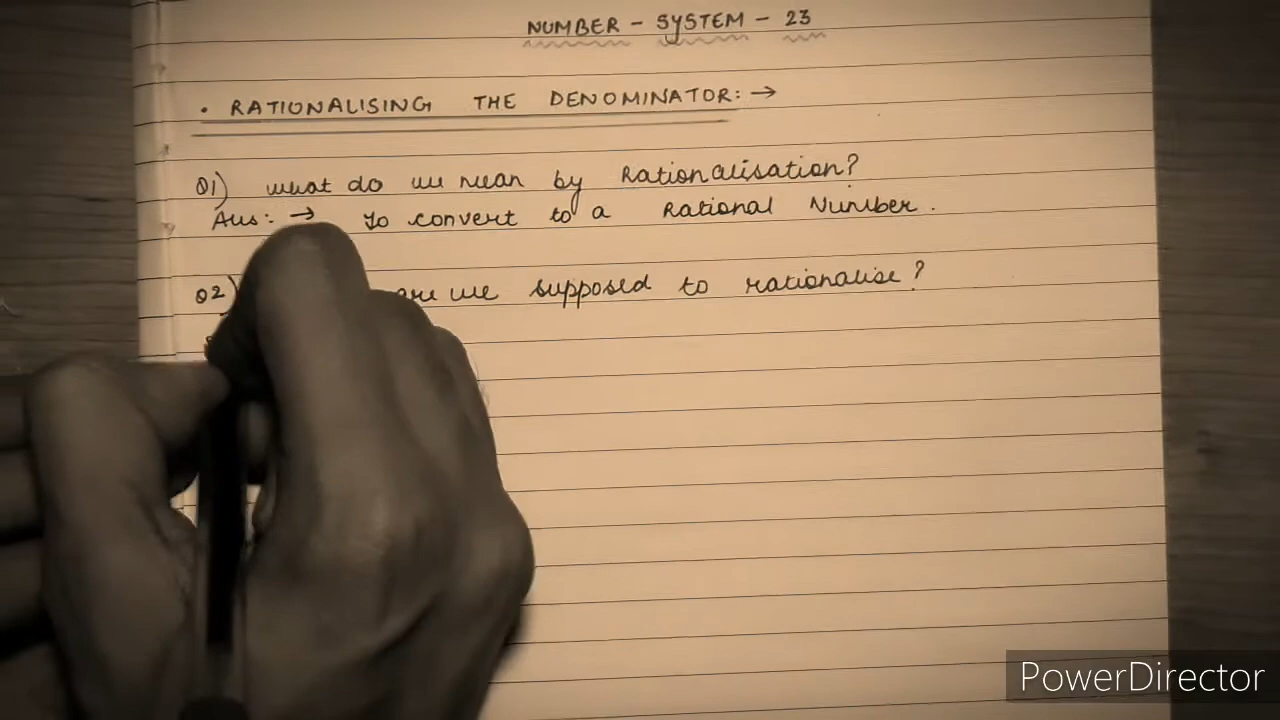 NUMBER - SYSTEM - 23
• RATIONALISING THE DENOMINATOR: →
Q1) What do we mean by Rationalisation?
Ans: → To convert to a Rational Number.
Q2) are we supposed to rationalise?
PowerDirector